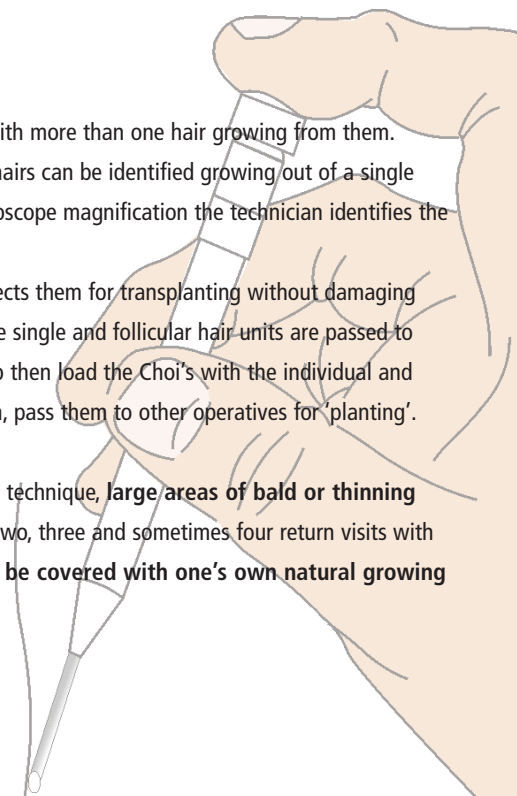 ith more than one hair growing from them.
hairs can be identified growing out of a single
oscope magnification the technician identifies the
ects them for transplanting without damaging
e single and follicular hair units are passed to
o then load the Choi's with the individual and
n, pass them to other operatives for 'planting'.
technique, large areas of bald or thinning
wo, three and sometimes four return visits with
be covered with one's own natural growing